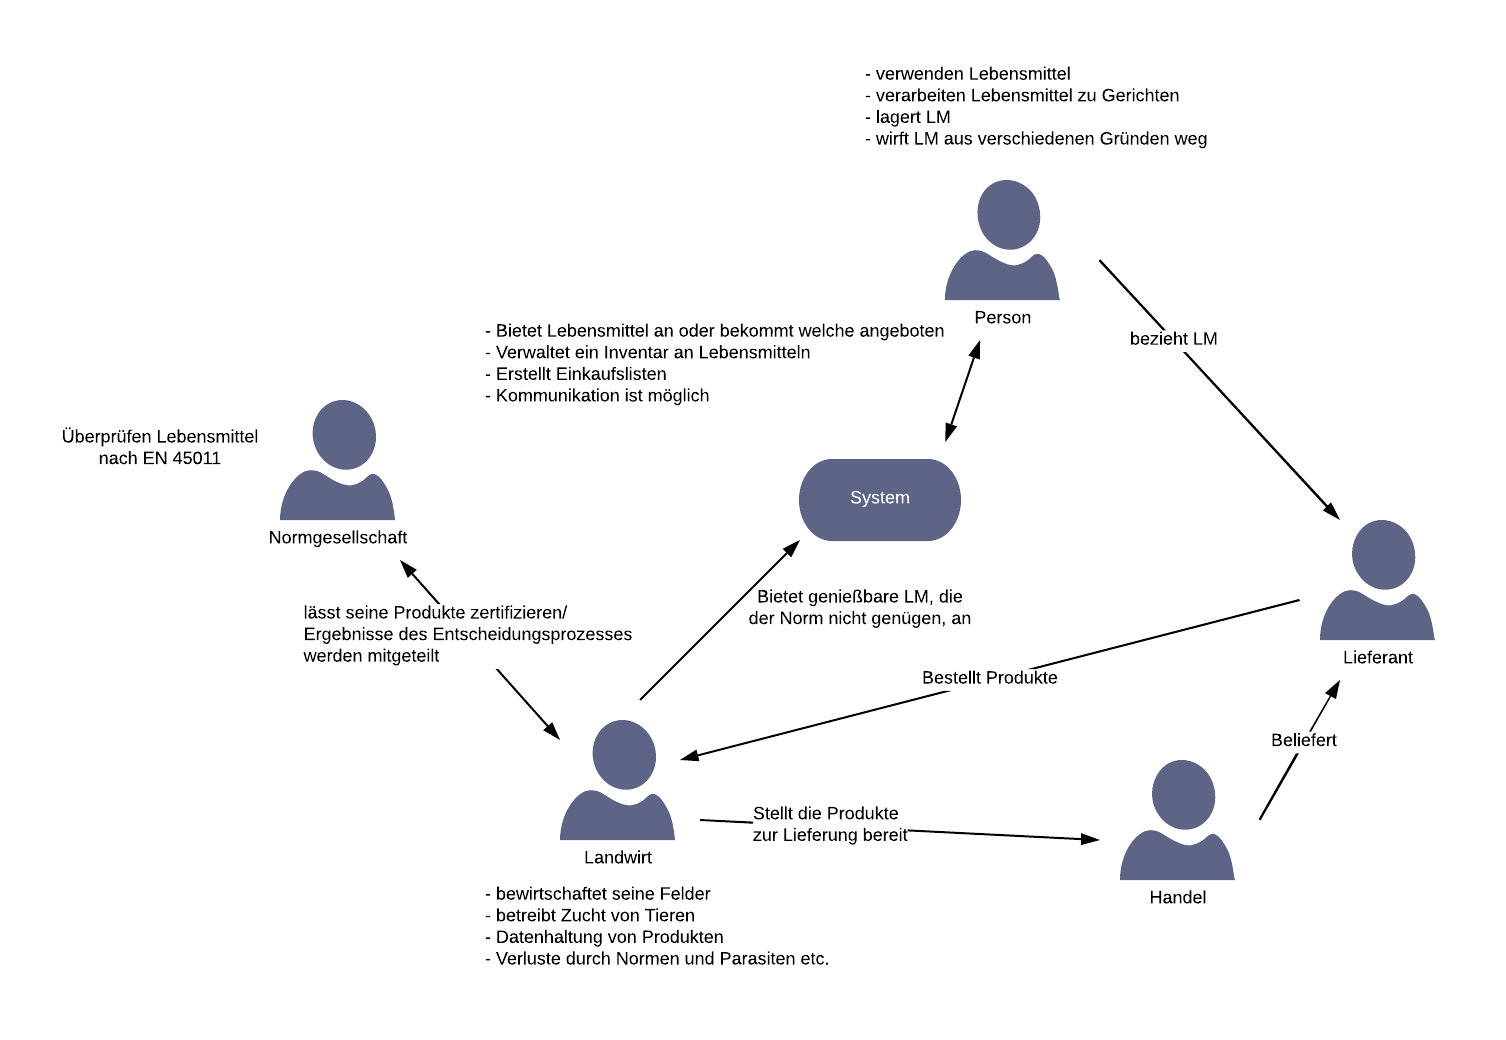 - verwenden Lebensmittel
- verarbeiten Lebensmittel zu Gerichten
- lagert LM
- wirft LM aus verschiedenen Gründen weg
Person
- Bietet Lebensmittel an oder bekommt welche angeboten
- Verwaltet ein Inventar an Lebensmitteln
- Erstellt Einkaufslisten
- Kommunikation ist möglich
bezieht LM
Überprüfen Lebensmittel
nach EN 45011
Normgesellschaft
System
lässt seine Produkte zertifizieren/
Ergebnisse des Entscheidungsprozesses
werden mitgeteilt
Bietet genießbare LM, die
der Norm nicht genügen, an
Lieferant
Bestellt Produkte
Beliefert
Stellt die Produkte
zur Lieferung bereit
Landwirt
Handel
- bewirtschaftet seine Felder
- betreibt Zucht von Tieren
- Datenhaltung von Produkten
- Verluste durch Normen und Parasiten etc.